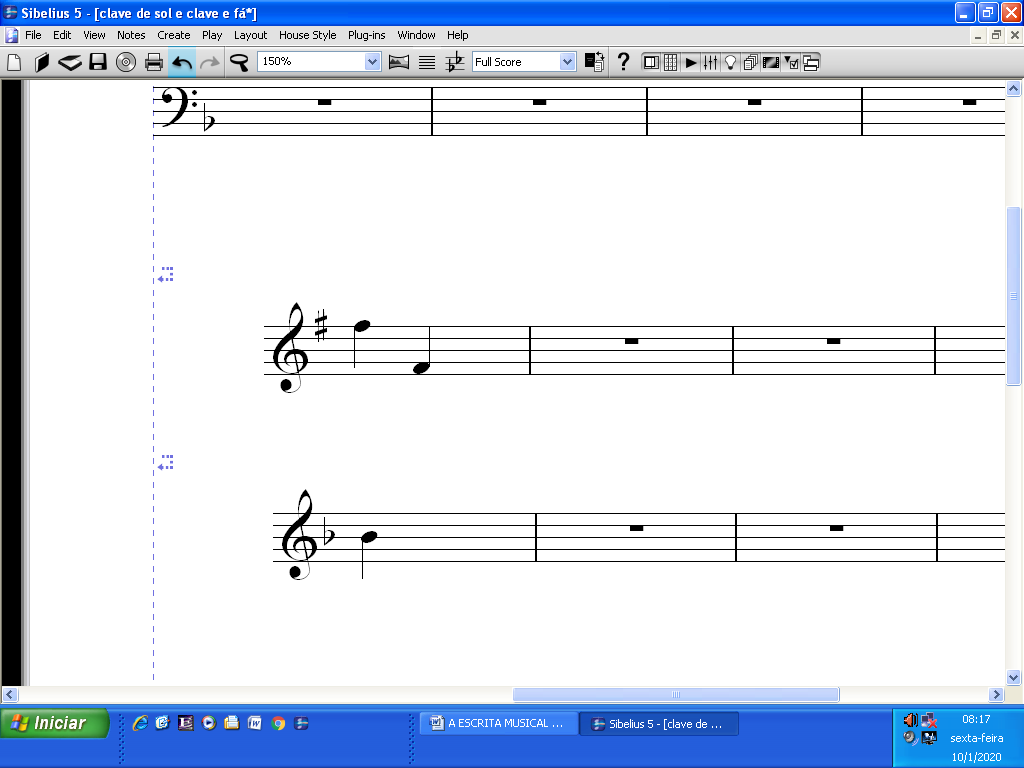 Sibelius 5 - [clave de sol e clave e fá*]
File Edit View Notes Create Play Layout House Style Plug-ins Window Help
150% Full Score ?
Iniciar
A ESCRITA MUSICAL ...
Sibelius 5 - [clave de ...
08:17
sexta-feira
10/1/2020